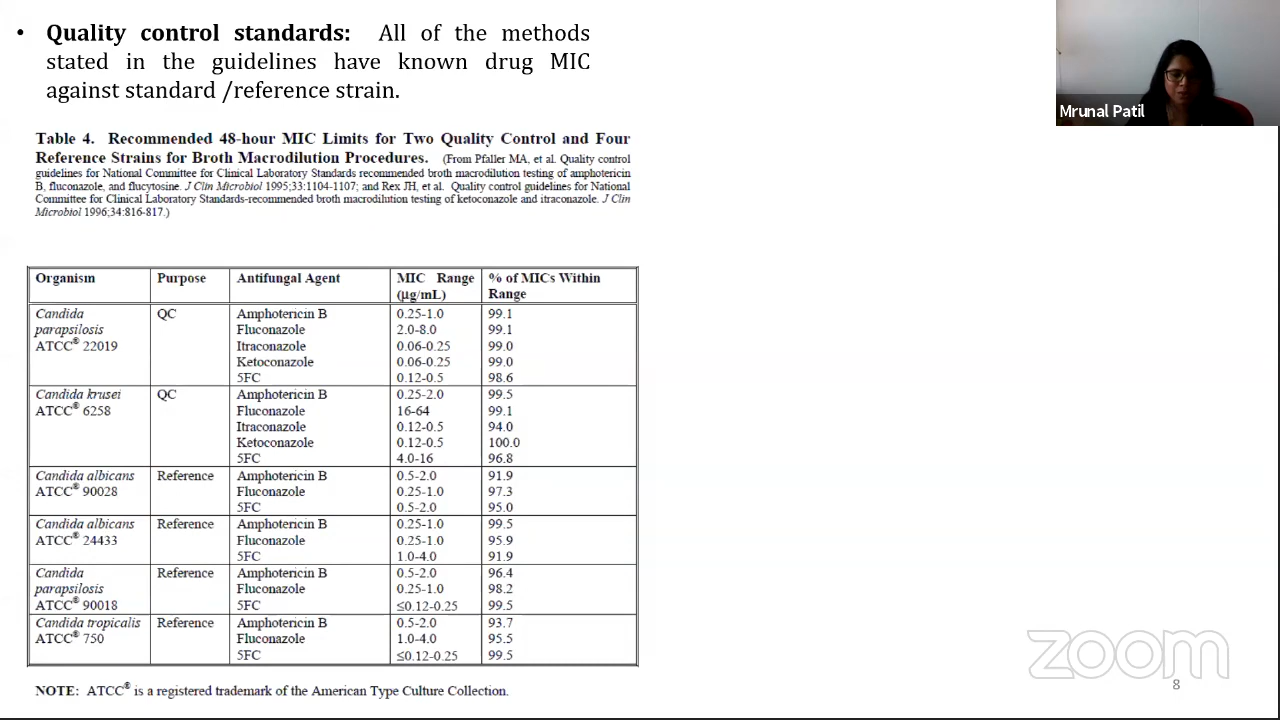 • Quality control standards: All of the methods
stated in the guidelines have known drug MIC
against standard /reference strain.
Mrunal Patil
Table 4. Recommended 48-hour MIC Limits for Two Quality Control and Four
Reference Strains for Broth Macrodilution Procedures. (From Pfaller MA, et al. Quality control
guidelines for National Committee for Clinical Laboratory Standards recommended broth macrodilution testing of amphotericin
B, fluconazole, and flucytosine. J Clin Microbiol 1995;33:1104-1107; and Rex JH, et al. Quality control guidelines for National
Committee for Clinical Laboratory Standards-recommended broth macrodilution testing of ketoconazole and itraconazole. J Clin
Microbiol 1996;34:816-817.)
Organism Purpose Antifungal Agent MIC Range % of MICs Within
(µg/mL) Range
Candida QC Amphotericin B 0.25-1.0 99.1
parapsilosis Fluconazole 2.0-8.0 99.1
ATCC® 22019 Itraconazole 0.06-0.25 99.0
Ketoconazole 0.06-0.25 99.0
5FC 0.12-0.5 98.6
Candida krusei QC Amphotericin B 0.25-2.0 99.5
ATCC® 6258 Fluconazole 16-64 99.1
Itraconazole 0.12-0.5 94.0
Ketoconazole 0.12-0.5 100.0
5FC 4.0-16 96.8
Candida albicans Reference Amphotericin B 0.5-2.0 91.9
ATCC® 90028 Fluconazole 0.25-1.0 97.3
5FC 0.5-2.0 95.0
Candida albicans Reference Amphotericin B 0.25-1.0 99.5
ATCC® 24433 Fluconazole 0.25-1.0 95.9
5FC 1.0-4.0 91.9
Candida Reference Amphotericin B 0.5-2.0 96.4
parapsilosis Fluconazole 0.25-1.0 98.2
ATCC® 90018 5FC ≤0.12-0.25 99.5
Candida tropicalis Reference Amphotericin B 0.5-2.0 93.7
ATCC® 750 Fluconazole 1.0-4.0 95.5
5FC ≤0.12-0.25 99.5
NOTE: ATCC® is a registered trademark of the American Type Culture Collection.
zoom
8